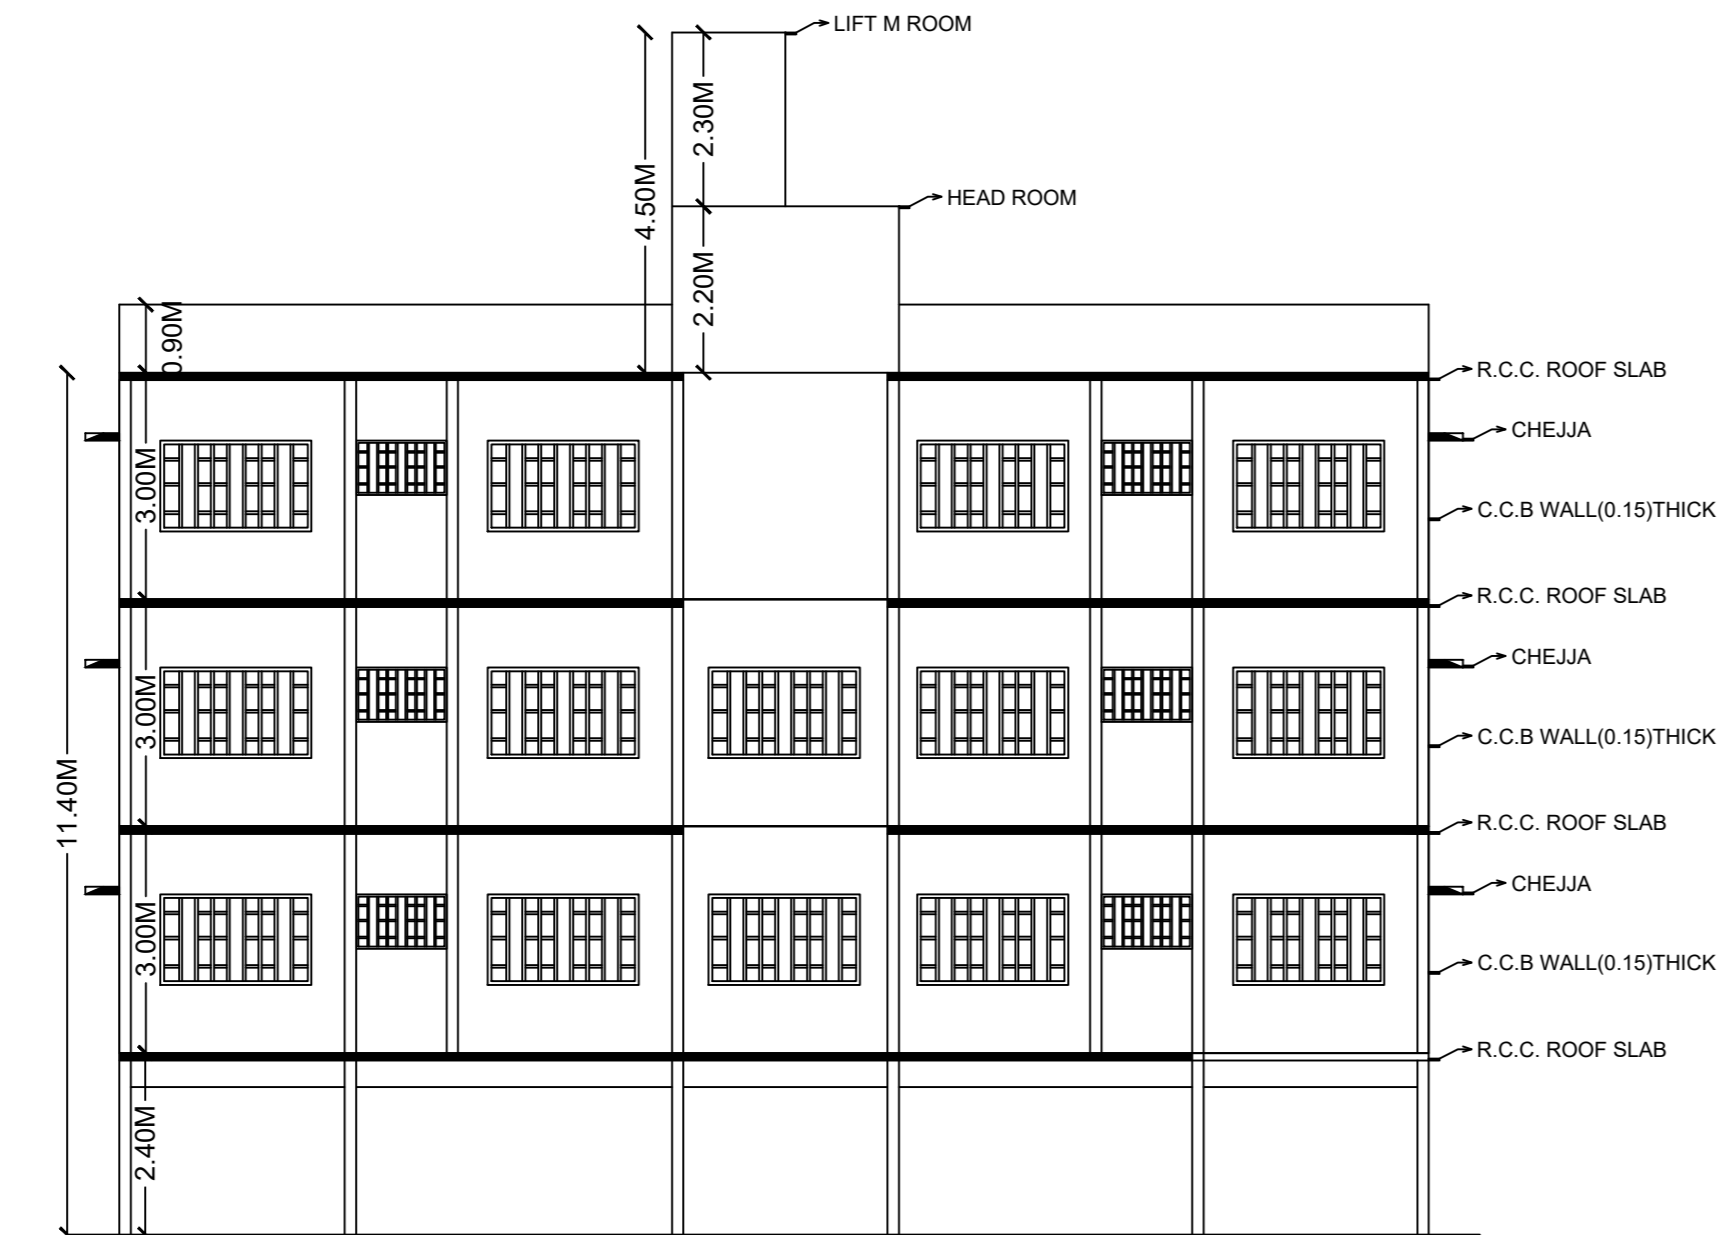 LIFT M ROOM
2.30M
4.50M
HEAD ROOM
2.20M
0.90M
R.C.C. ROOF SLAB
CHEJJA
3.00M
C.C.B WALL(0.15)THICK
R.C.C. ROOF SLAB
CHEJJA
3.00M
C.C.B WALL(0.15)THICK
11.40M
R.C.C. ROOF SLAB
CHEJJA
3.00M
C.C.B WALL(0.15)THICK
R.C.C. ROOF SLAB
2.40M